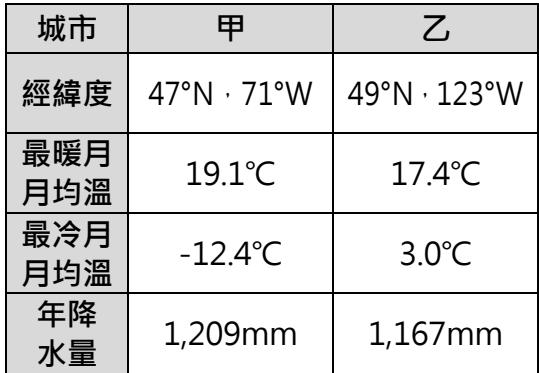 城市 甲 乙
經緯度 47°N，71°W 49°N，123°W
最暖月
月均溫 19.1℃ 17.4℃
最冷月
月均溫 -12.4℃ 3.0℃
年降
水量 1,209mm 1,167mm